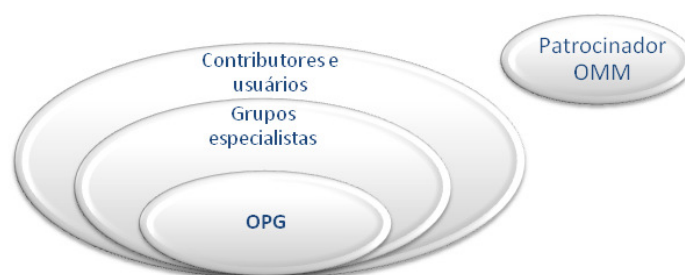 Contributores e
usuários
Grupos
especialistas
OPG
Patrocinador
OMM